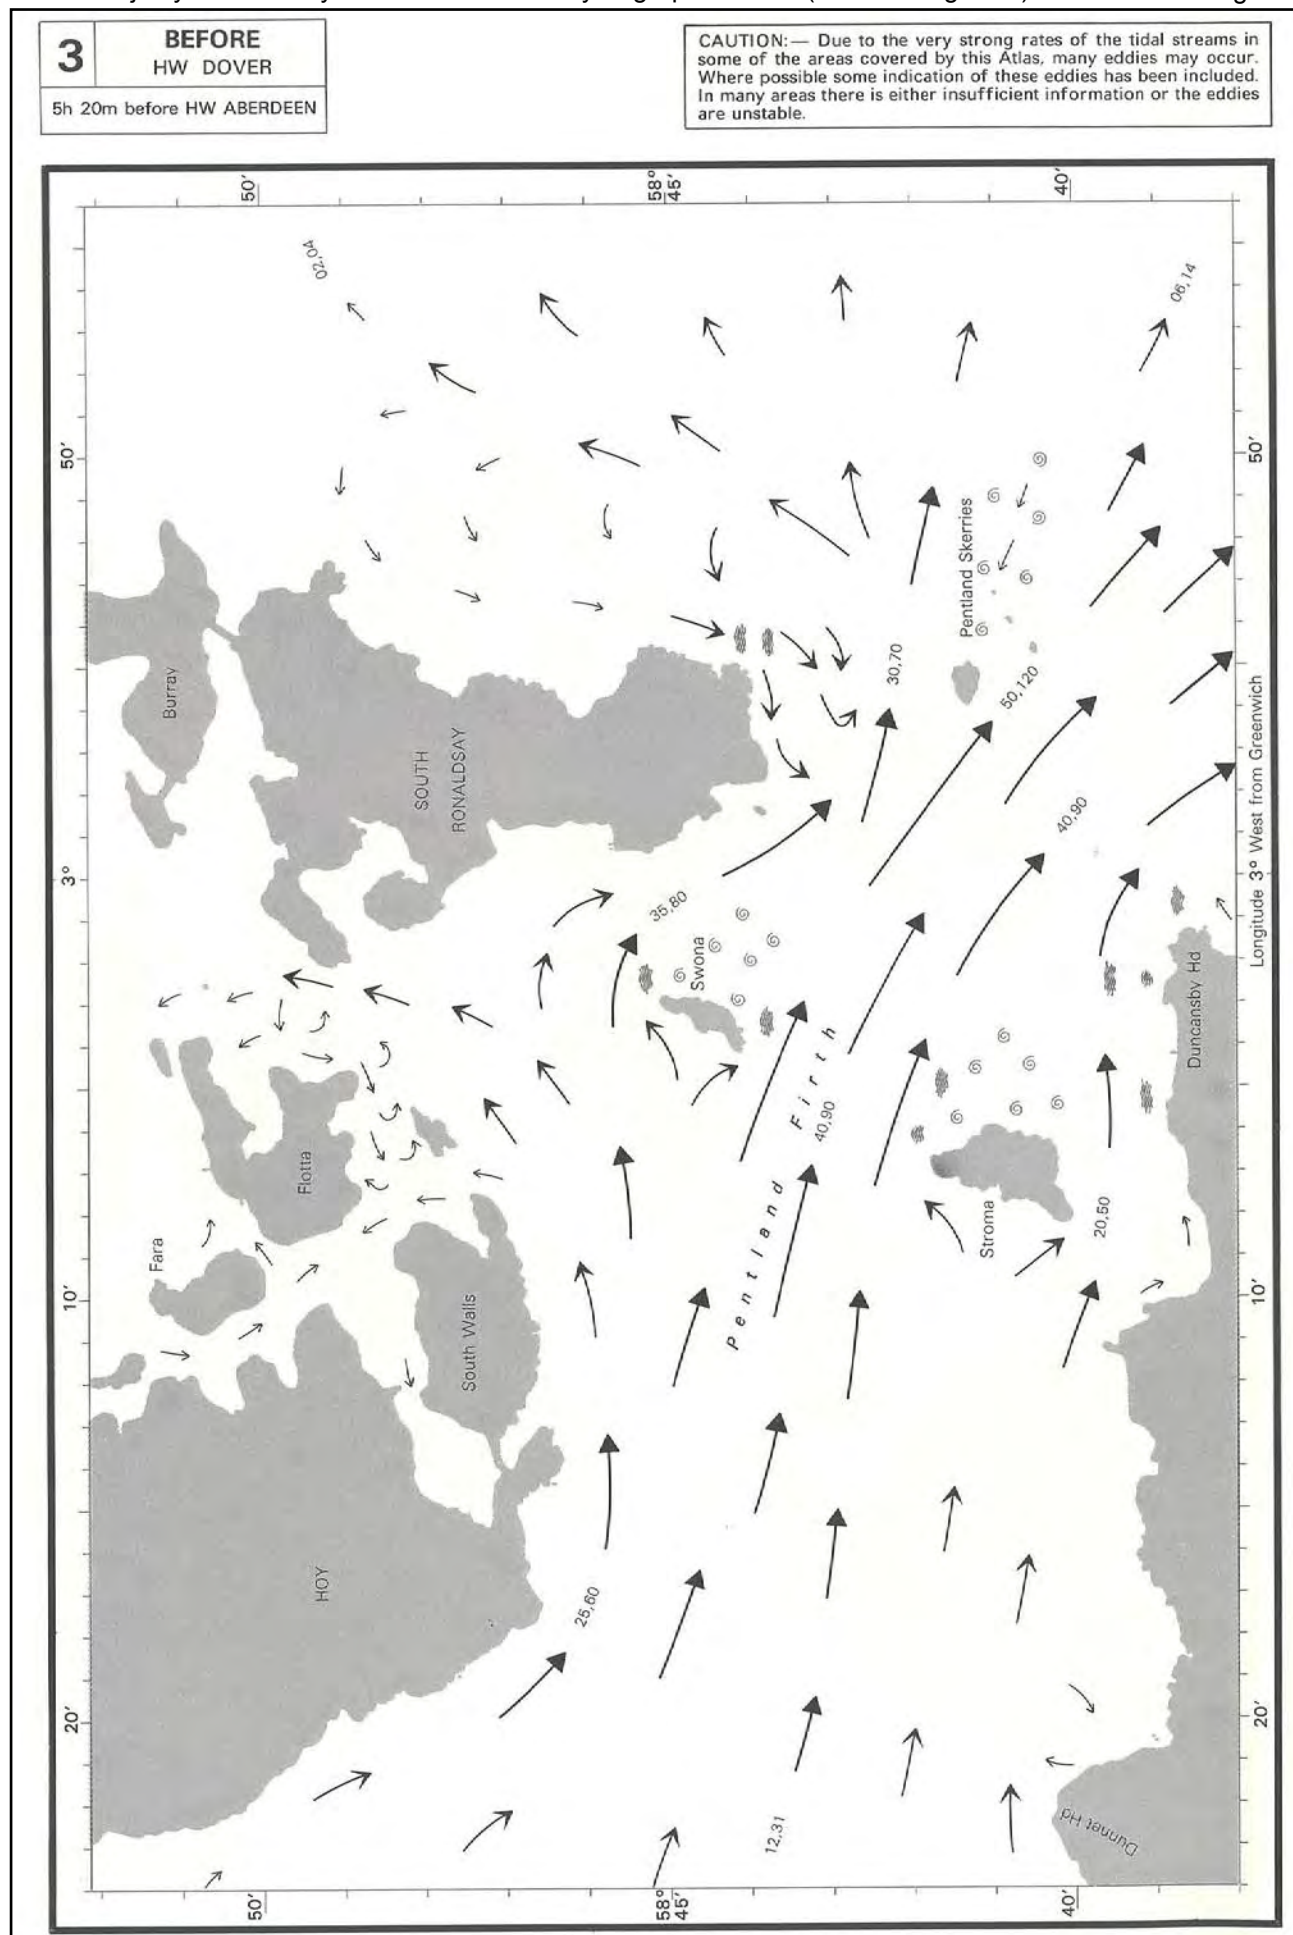 3
BEFORE
HW DOVER
5h 20m before HW ABERDEEN
CAUTION:— Due to the very strong rates of the tidal streams in
some of the areas covered by this Atlas, many eddies may occur.
Where possible some indication of these eddies has been included.
In many areas there is either insufficient information or the eddies
are unstable.
50'
58°
45'
40'
02,04
06,14
50'
50'
Pentland Skerries
Burray
SOUTH
RONALDSAY
30,70
50,120
40,90
3°
35,80
Swona
Longitude 3° West from Greenwich
Duncansby Hd
Pentland Firth
40,90
Flotta
Fara
Stroma
20,50
10'
10'
South Walls
HOY
25,60
20'
20'
12,31
Dunnet Hd
50'
58°
45'
40'